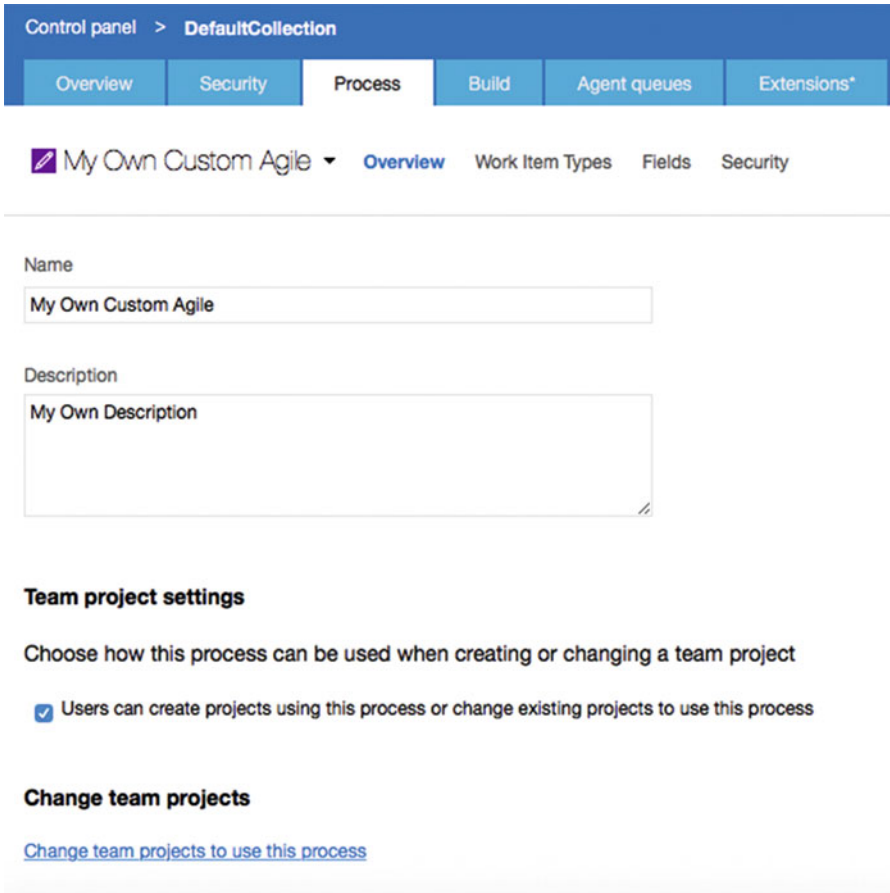 Control panel > DefaultCollection
Overview Security Process Build Agent queues Extensions*
My Own Custom Agile Overview Work Item Types Fields Security
Name
My Own Custom Agile
Description
My Own Description
Team project settings
Choose how this process can be used when creating or changing a team project
Users can create projects using this process or change existing projects to use this process
Change team projects
Change team projects to use this process